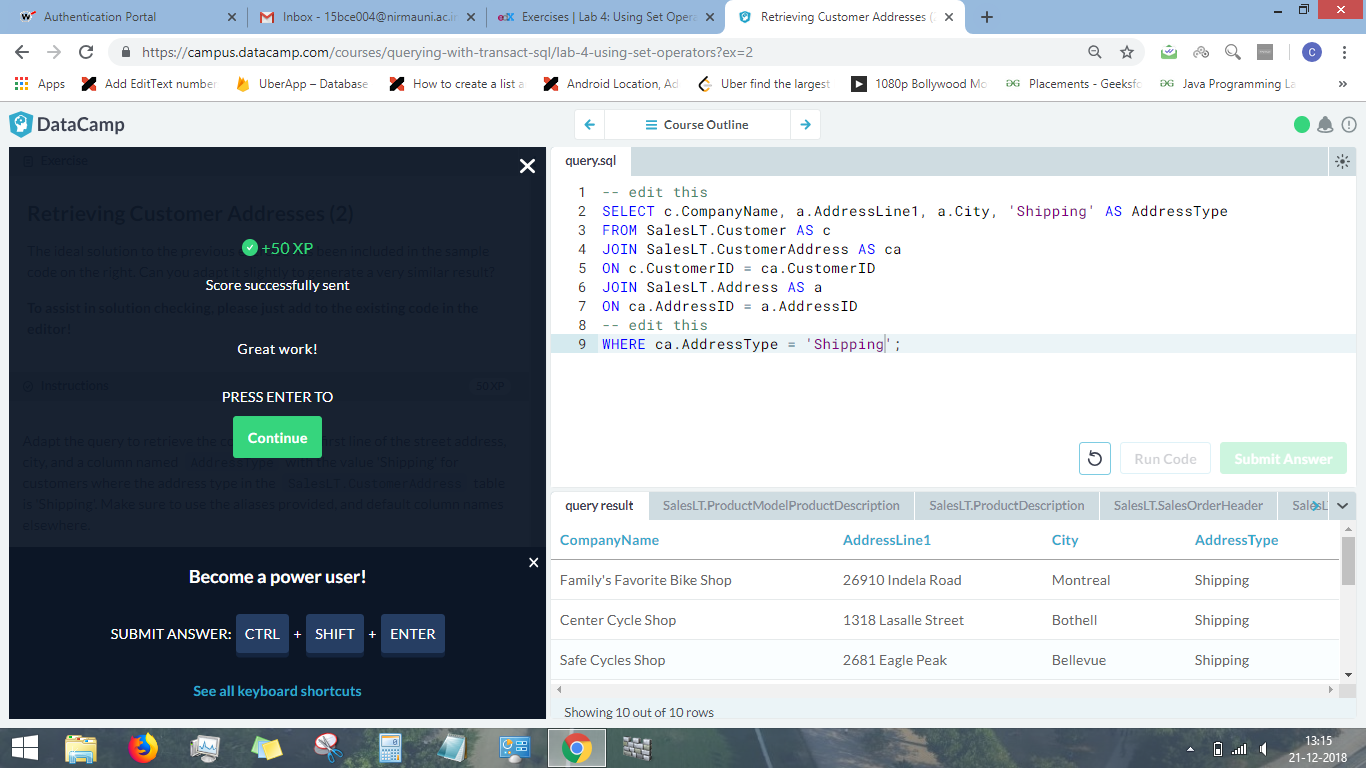 Authentication Portal
Inbox - 15bce004@nirmauni.ac.in
Exercises | Lab 4: Using Set Oper
Retrieving Customer Addresses (
https://campus.datacamp.com/courses/querying-with-transact-sql/lab-4-using-set-operators?ex=2
C
Apps
Add EditText number
UberApp – Database
How to create a list a
Android Location, Ad
Uber find the largest
1080p Bollywood Mo
Placements - Geeksfo
Java Programming La
»
DataCamp
Course Outline
Exercise
Retrieving Customer Addresses (2)
The ideal solution to the previous been included in the sample
code on the right. Can you adapt it slightly to generate a very similar result?
To assist in solution checking, please just add to the existing code in the
editor!
+50 XP
Score successfully sent
Great work!
PRESS ENTER TO
Continue
Instructions
50 XP
Adapt the query to retrieve the first line of the street address,
city, and a column named AddressType with the value 'Shipping' for
customers where the address type in the SalesLT.CustomerAddress table
is 'Shipping'. Make sure to use the aliases provided, and default column names
elsewhere.
Become a power user!
SUBMIT ANSWER: CTRL + SHIFT + ENTER
See all keyboard shortcuts
query.sql
1 -- edit this
2 SELECT c.CompanyName, a.AddressLine1, a.City, 'Shipping' AS AddressType
3 FROM SalesLT.Customer AS c
4 JOIN SalesLT.CustomerAddress AS ca
5 ON c.CustomerID = ca.CustomerID
6 JOIN SalesLT.Address AS a
7 ON ca.AddressID = a.AddressID
8 -- edit this
9 WHERE ca.AddressType = 'Shipping';
Run Code
Submit Answer
query result
SalesLT.ProductModelProductDescription
SalesLT.ProductDescription
SalesLT.SalesOrderHeader
CompanyName AddressLine1 City AddressType
Family's Favorite Bike Shop 26910 Indela Road Montreal Shipping
Center Cycle Shop 1318 Lasalle Street Bothell Shipping
Safe Cycles Shop 2681 Eagle Peak Bellevue Shipping
Showing 10 out of 10 rows
13:15
21-12-2018